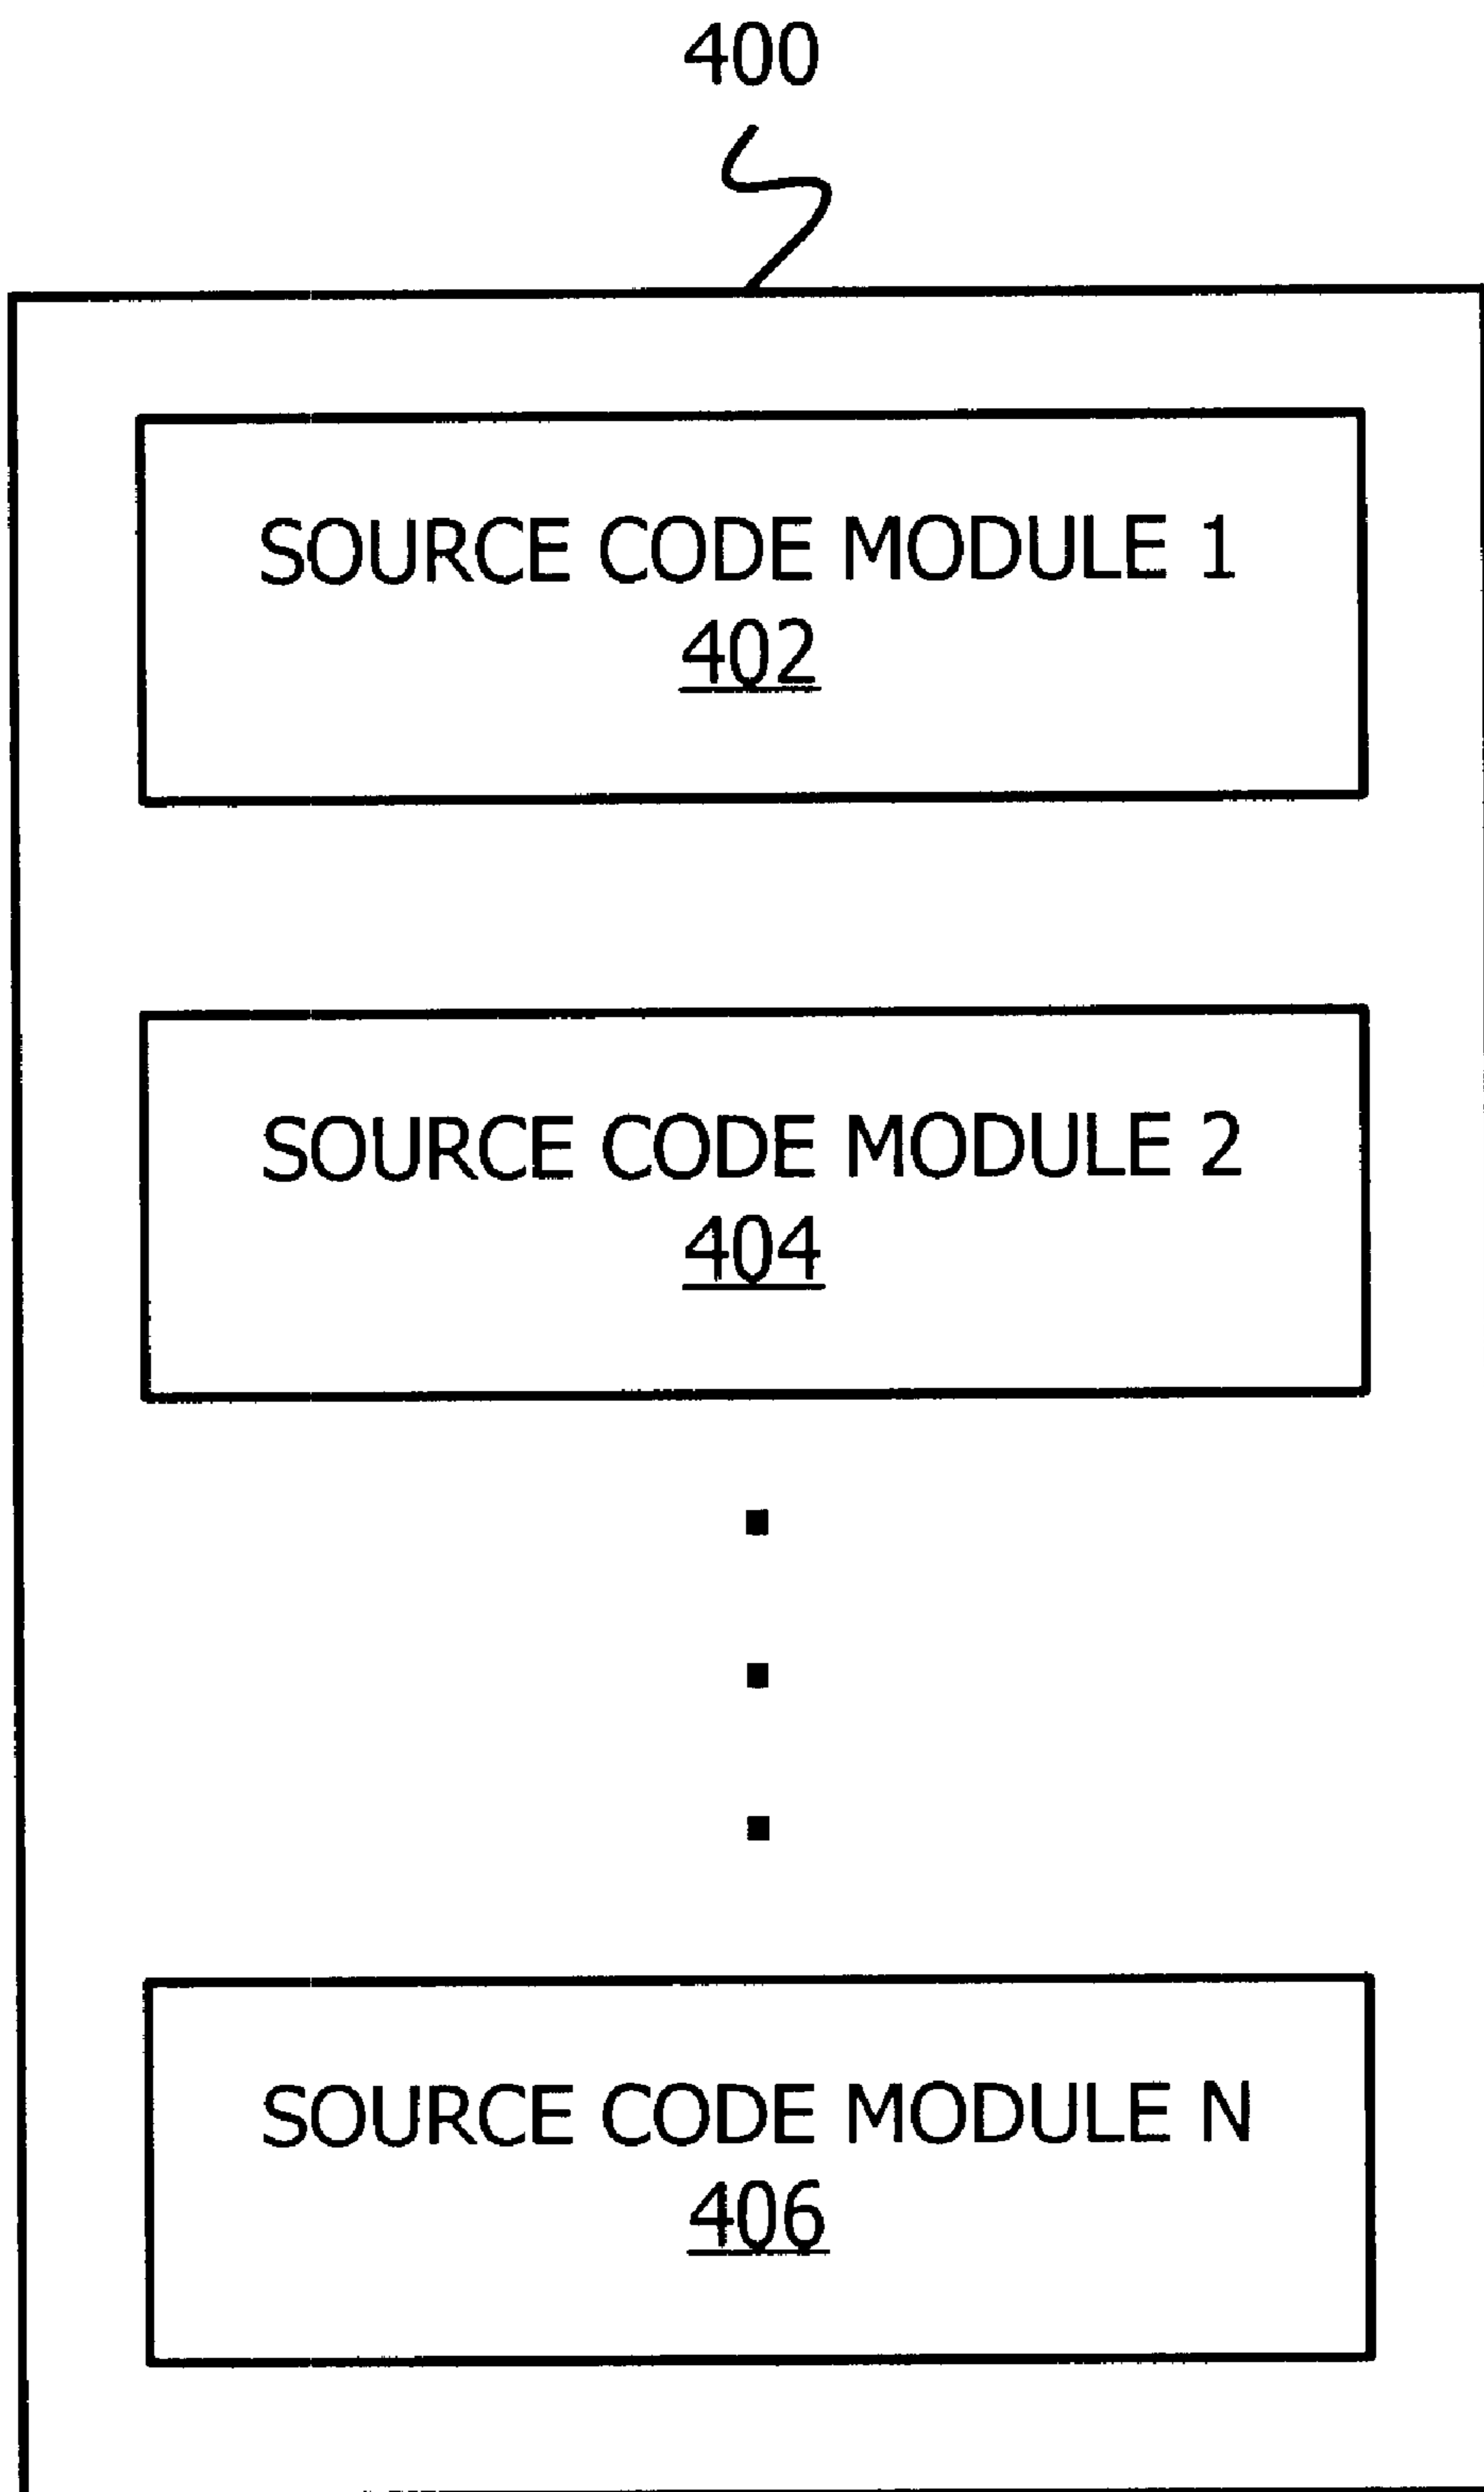 400
SOURCE CODE MODULE 1
402
SOURCE CODE MODULE 2
404
SOURCE CODE MODULE N
406